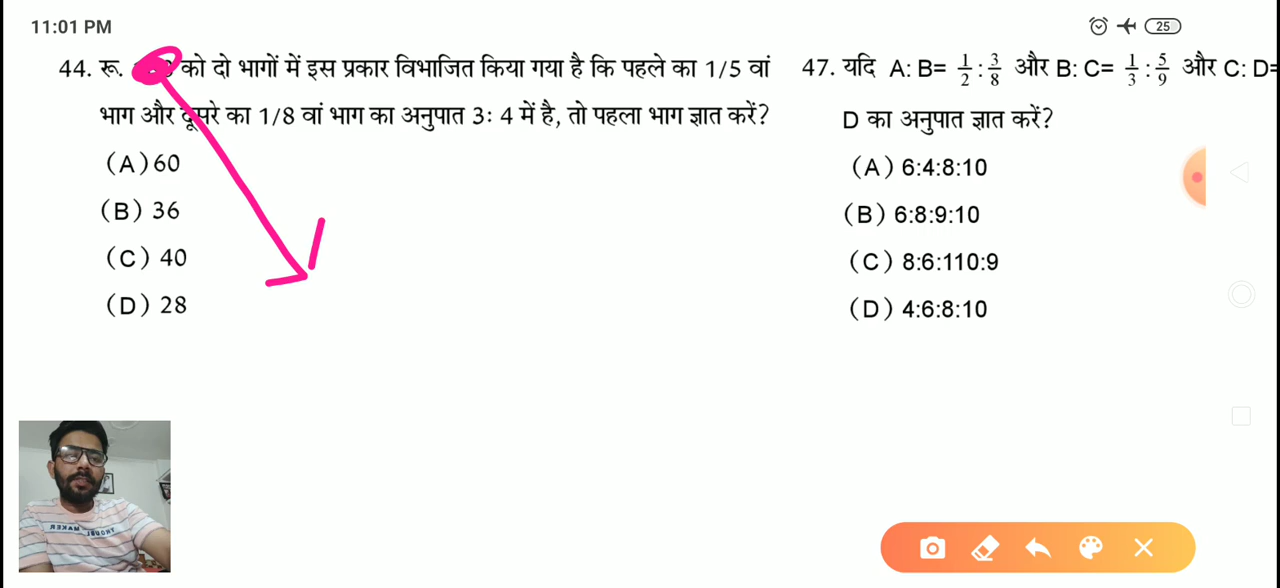 11:01 PM
25
44. रू. को दो भागों में इस प्रकार विभाजित किया गया है कि पहले का 1/5 वां
भाग और दूसरे का 1/8 वां भाग का अनुपात 3: 4 में है, तो पहला भाग ज्ञात करें?
(A) 60
(B) 36
(C) 40
(D) 28
47. यदि A: B= 1/2 : 3/8 और B: C= 1/3 : 5/9 और C: D=
D का अनुपात ज्ञात करें?
(A) 6:4:8:10
(B) 6:8:9:10
(C) 8:6:110:9
(D) 4:6:8:10
MAKER
TROUBL